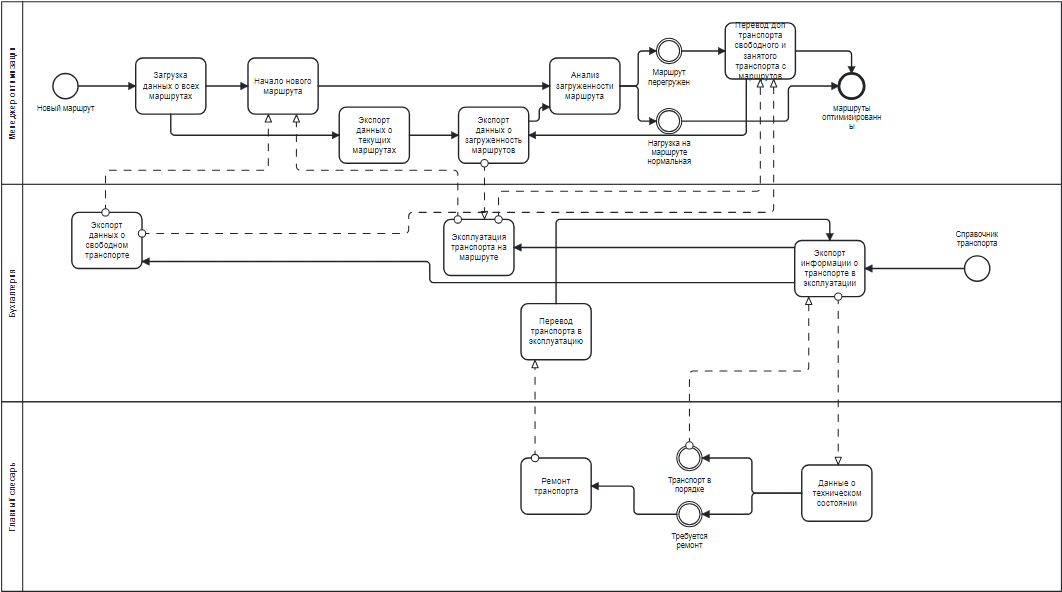 Менеджер оптимизации
Новый маршрут
Загрузка
данных о всех
маршрутах
Начало нового
маршрута
Экспорт
данных о
текущих
маршрутах
Экспорт
данных о
загруженность
маршрутов
Анализ
загруженности
маршрута
Маршрут
перегружен
Нагрузка на
маршруте
нормальная
Перевод доп
транспорта
свободного и
занятого
транспорта с
маршрутов
маршруты
оптимизированн
ы
Бухгалтерия
Экспорт
данных о
свободном
транспорте
Эксплуатация
транспорта на
маршруте
Перевод
транспорта в
эксплуатацию
Экспорт
информации о
транспорте в
эксплуатации
Справочник
транспорта
Главный слесарь
Ремонт
транспорта
Транспорт в
порядке
Требуется
ремонт
Данные о
техническом
состоянии